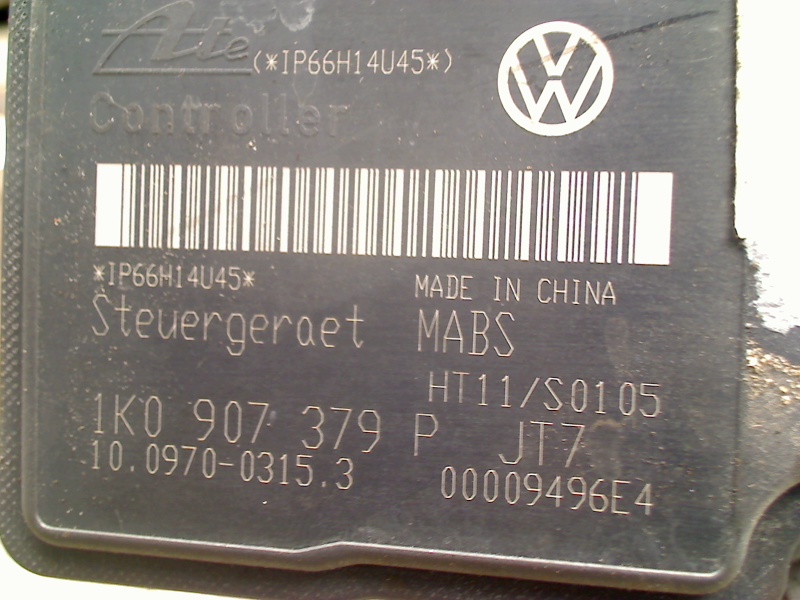 Ate (*IP66H14U45*)
Controller
*IP66H14U45* MADE IN CHINA
Steuergeraet MABS
HT11/S0105
1K0 907 379 P JT7
10.0970-0315.3 00009496E4